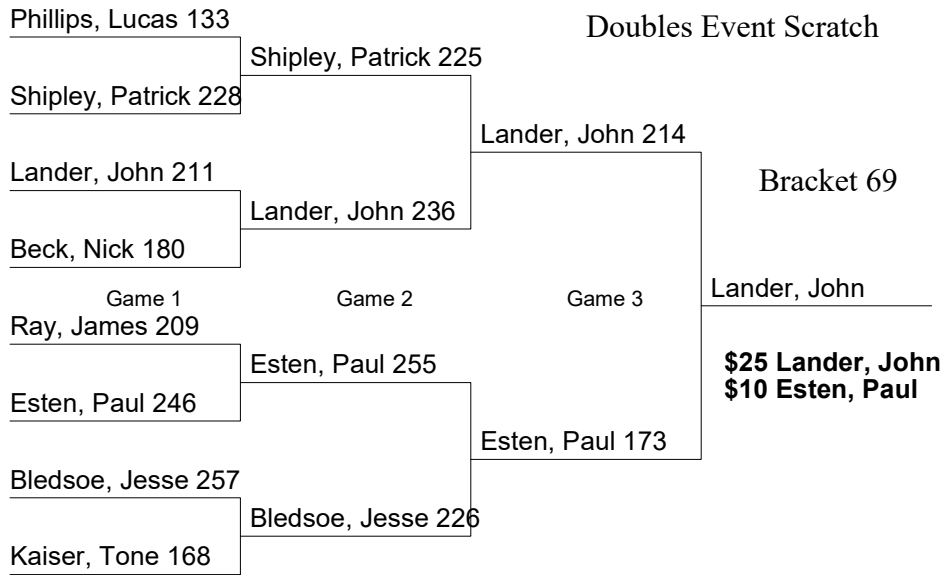 Phillips, Lucas 133
Doubles Event Scratch
Shipley, Patrick 225
Shipley, Patrick 228
Lander, John 214
Lander, John 211
Bracket 69
Lander, John 236
Beck, Nick 180
Game 1
Game 2
Game 3
Lander, John
Ray, James 209
Esten, Paul 255
$25 Lander, John
$10 Esten, Paul
Esten, Paul 246
Esten, Paul 173
Bledsoe, Jesse 257
Bledsoe, Jesse 226
Kaiser, Tone 168